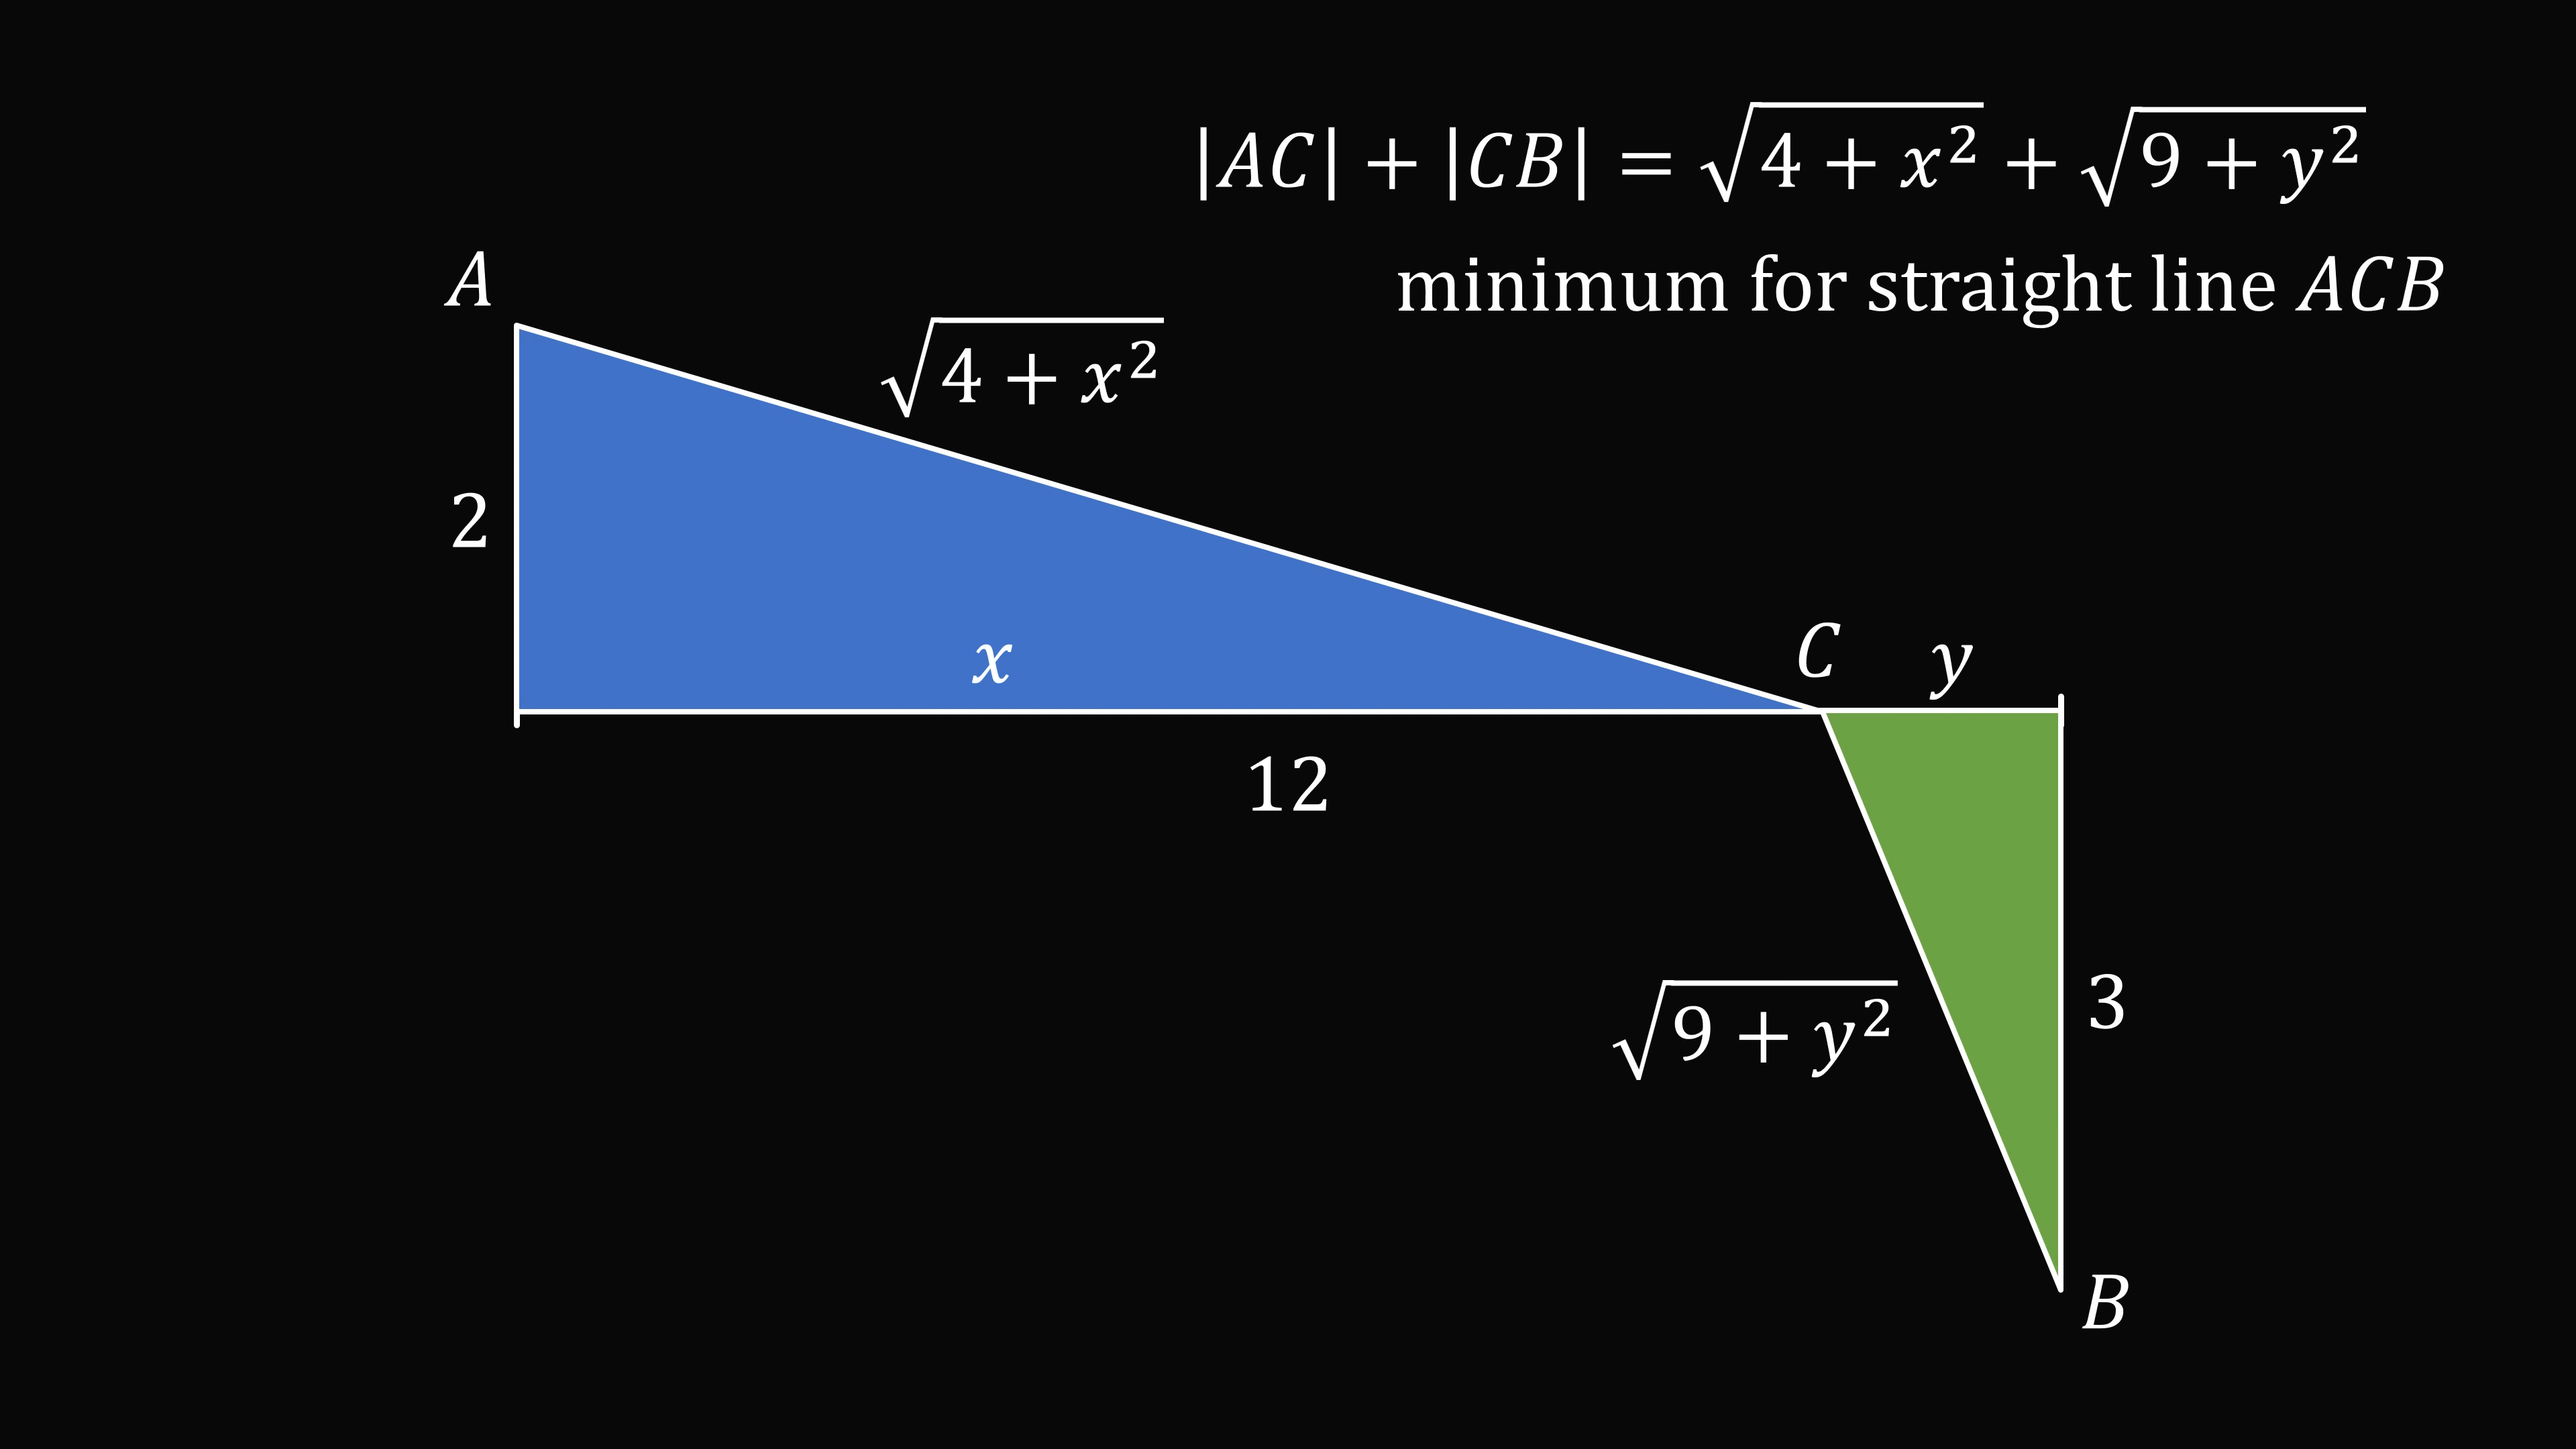 |AC| + |CB| = √(4 + x²) + √(9 + y²)
minimum for straight line ACB
A
√(4 + x²)
2
x
C
y
12
√(9 + y²)
3
B